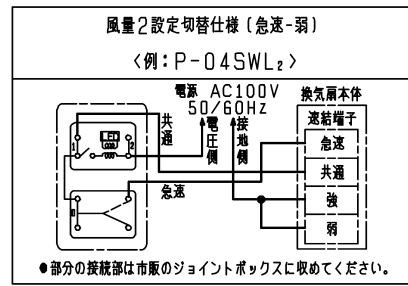 風量2設定切替仕様（急速-弱）
〈例：P-04SWL₂〉
電源 AC100V
50/60Hz
換気扇本体
速結端子
共通
電圧側
接地側
LED
1
2
急速
急速
共通
強
弱
●部分の接続部は市販のジョイントボックスに収めてください。